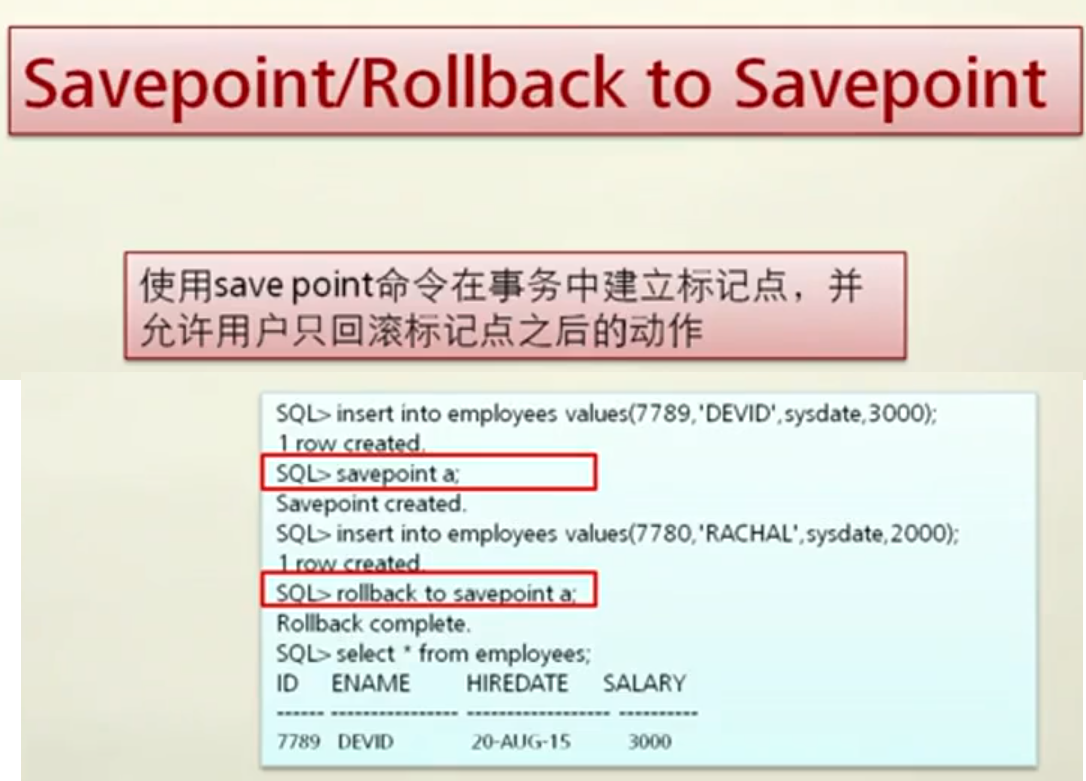 Savepoint/Rollback to Savepoint
使用save point命令在事务中建立标记点，并
允许用户只回滚标记点之后的动作
SQL> insert into employees values(7789,'DEVID',sysdate,3000);
1 row created.
SQL> savepoint a;
Savepoint created.
SQL> insert into employees values(7780,'RACHAL',sysdate,2000);
1 row created.
SQL> rollback to savepoint a;
Rollback complete.
SQL> select * from employees;
ID ENAME HIREDATE SALARY
------ ---------------- ------------------ ----------
7789 DEVID 20-AUG-15 3000